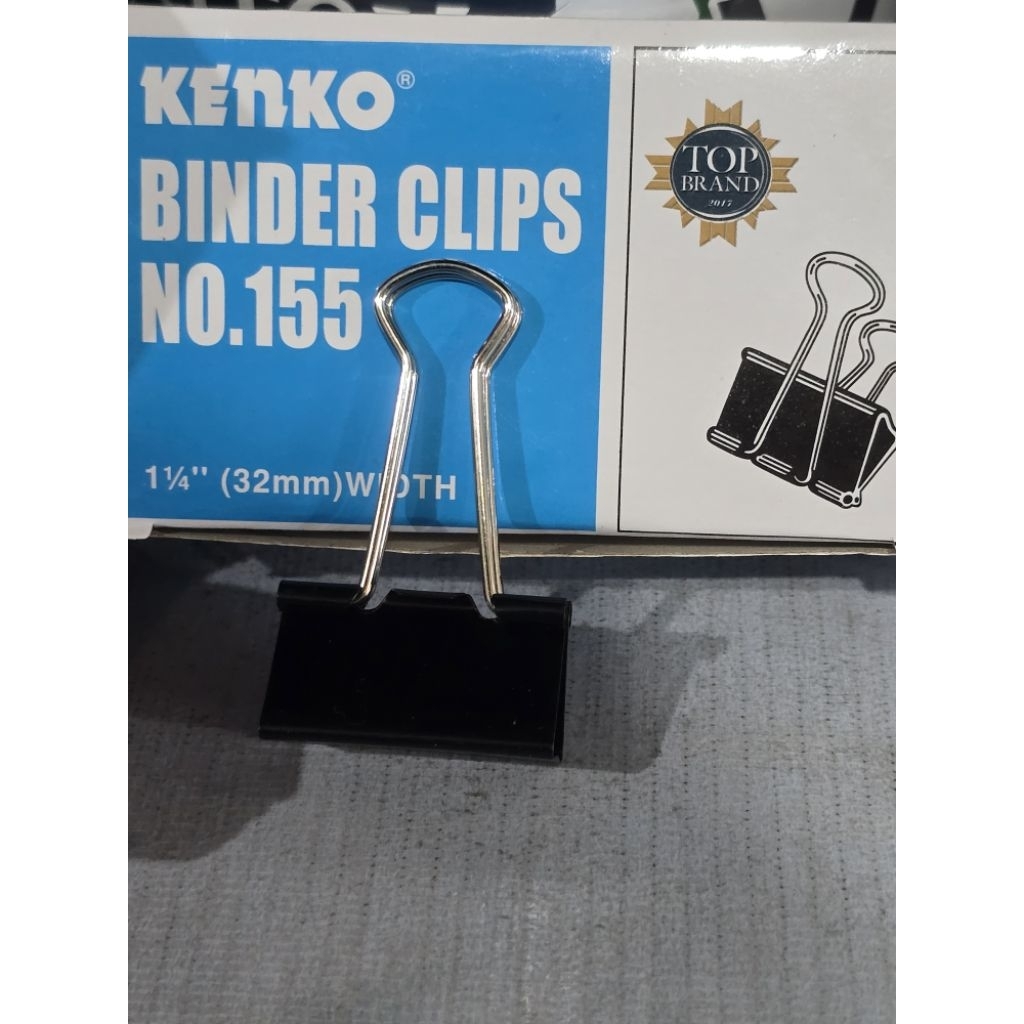 KENKO®
BINDER CLIPS
NO.155
1¼" (32mm)WIDTH
TOP
BRAND
2017